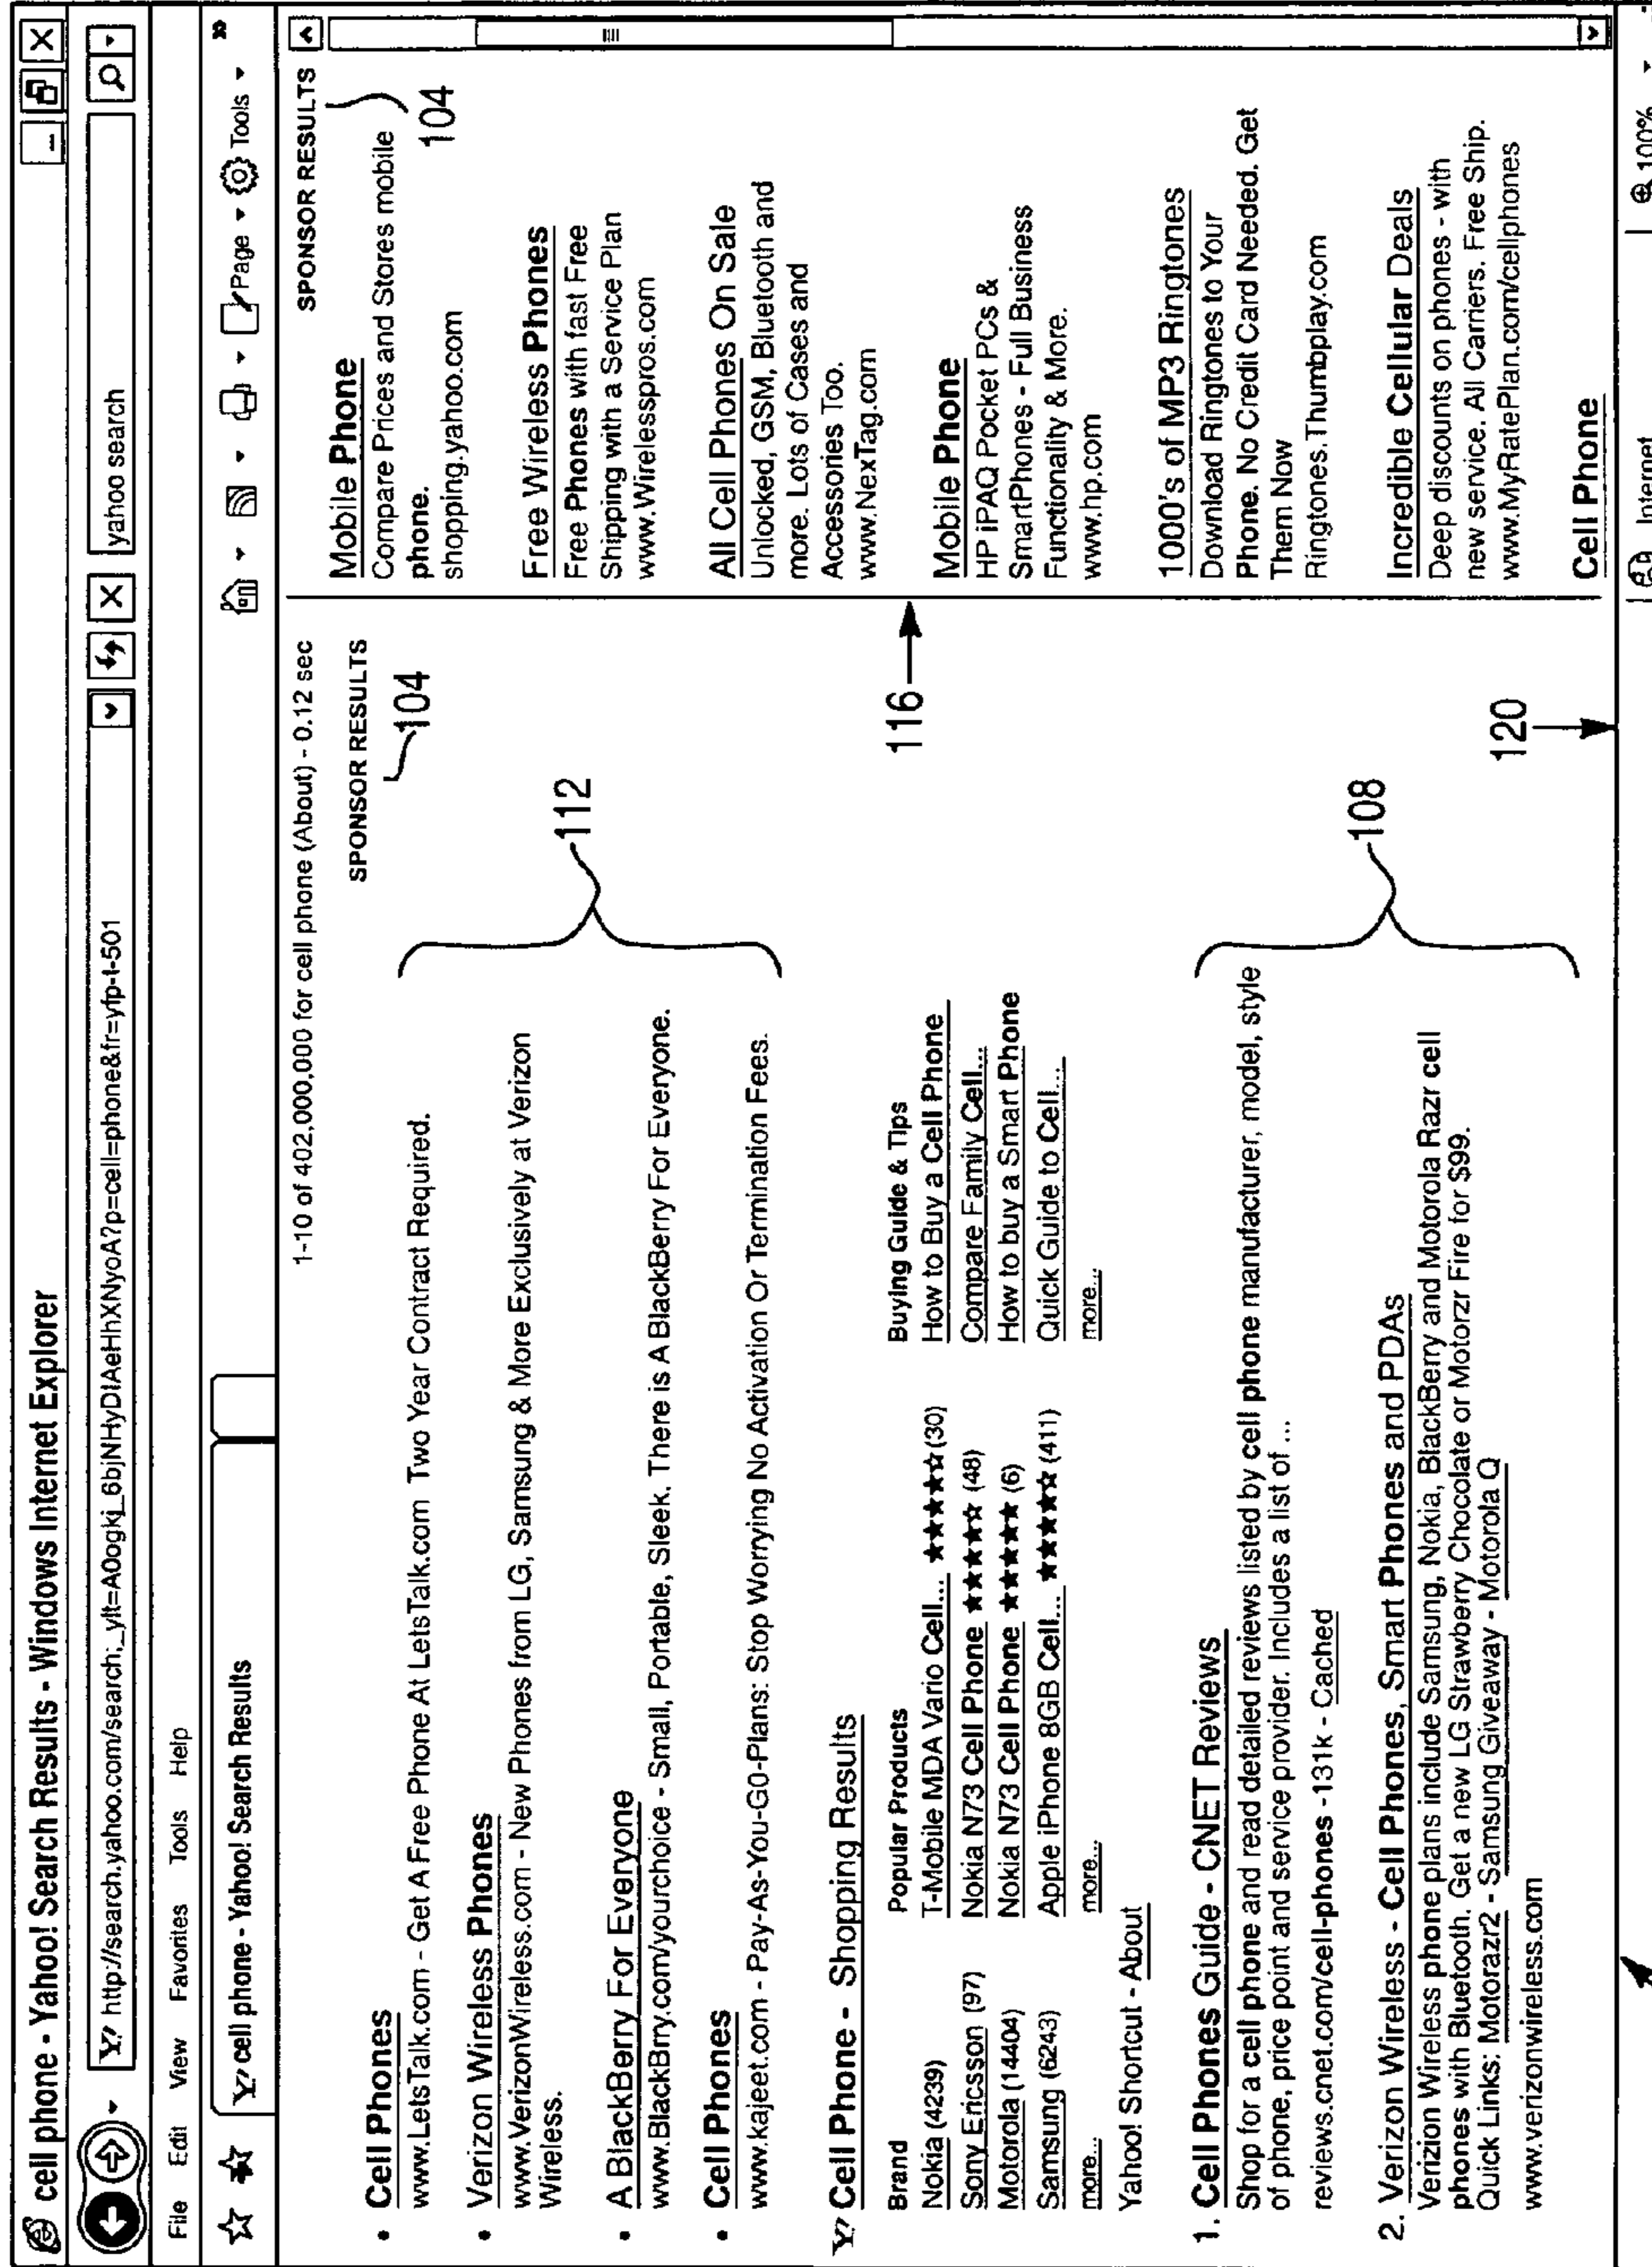 cell phone - Yahoo! Search Results - Windows Internet Explorer
Y! http://search.yahoo.com/search;_ylt=A0ogkj_6bjNHyDIAeHhXNyoA?p=cell=phone&fr=yfp-t-501
yahoo search
File Edit View Favorites Tools Help
Y! cell phone - Yahoo! Search Results
Page Tools »
1-10 of 402,000,000 for cell phone (About) - 0.12 sec
SPONSOR RESULTS
104
• Cell Phones
www.LetsTalk.com - Get A Free Phone At LetsTalk.com Two Year Contract Required.
• Verizon Wireless Phones
www.VerizonWireless.com - New Phones from LG, Samsung & More Exclusively at Verizon
Wireless.
• A BlackBerry For Everyone
www.BlackBrry.com/yourchoice - Small, Portable, Sleek. There is A BlackBerry For Everyone.
• Cell Phones
www.kajeet.com - Pay-As-You-G0-Plans: Stop Worrying No Activation Or Termination Fees.
112
Y! Cell Phone - Shopping Results
Brand
Nokia (4239)
Sony Ericsson (97)
Motorola (14404)
Samsung (6243)
more...
Popular Products
T-Mobile MDA Vario Cell... ★★★★☆(30)
Nokia N73 Cell Phone ★★★★☆ (48)
Nokia N73 Cell Phone ★★★★★ (6)
Apple iPhone 8GB Cell... ★★★★☆ (411)
more...
Buying Guide & Tips
How to Buy a Cell Phone
Compare Family Cell...
How to buy a Smart Phone
Quick Guide to Cell...
more...
Yahoo! Shortcut - About
1. Cell Phones Guide - CNET Reviews
Shop for a cell phone and read detailed reviews listed by cell phone manufacturer, model, style
of phone, price point and service provider. Includes a list of ...
reviews.cnet.com/cell-phones -131k - Cached
2. Verizon Wireless - Cell Phones, Smart Phones and PDAs
Verizion Wireless phone plans include Samsung, Nokia, BlackBerry and Motorola Razr cell
phones with Bluetooth. Get a new LG Strawberry Chocolate or Motorzr Fire for $99.
Quick Links: Motorazr2 - Samsung Giveaway - Motorola Q
www.verizonwireless.com
108
SPONSOR RESULTS
104
Mobile Phone
Compare Prices and Stores mobile
phone.
shopping.yahoo.com
Free Wireless Phones
Free Phones with fast Free
Shipping with a Service Plan
www.Wirelesspros.com
All Cell Phones On Sale
Unlocked, GSM, Bluetooth and
more. Lots of Cases and
Accessories Too.
www.NexTag.com
116
Mobile Phone
HP iPAQ Pocket PCs &
SmartPhones - Full Business
Functionality & More.
www.hp.com
1000's of MP3 Ringtones
Download Ringtones to Your
Phone. No Credit Card Needed. Get
Them Now
Ringtones.Thumbplay.com
Incredible Cellular Deals
Deep discounts on phones - with
new service. All Carriers. Free Ship.
www.MyRatePlan.com/cellphones
Cell Phone
120
Internet
100%